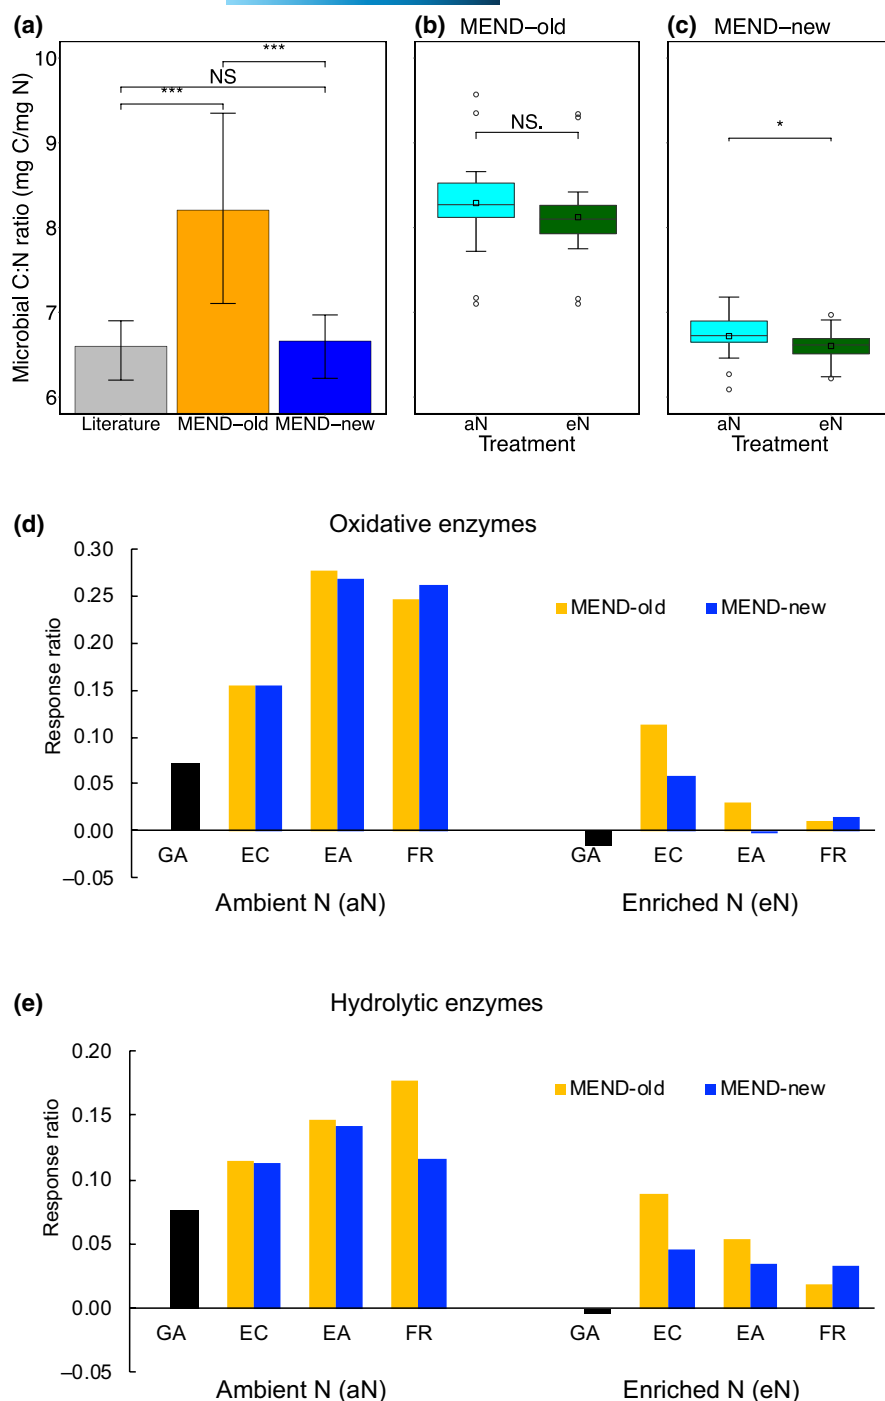 (a)
(b) MEND–old
(c) MEND–new
Microbial C:N ratio (mg C/mg N)
10
9
8
7
6
***
NS
***
Literature MEND–old MEND–new
NS.
aN eN
Treatment
*
aN eN
Treatment
(d) Oxidative enzymes
Response ratio
0.30
0.25
0.20
0.15
0.10
0.05
0.00
–0.05
MEND-old MEND-new
GA EC EA FR GA EC EA FR
Ambient N (aN) Enriched N (eN)
(e) Hydrolytic enzymes
Response ratio
0.20
0.15
0.10
0.05
0.00
–0.05
MEND-old MEND-new
GA EC EA FR GA EC EA FR
Ambient N (aN) Enriched N (eN)